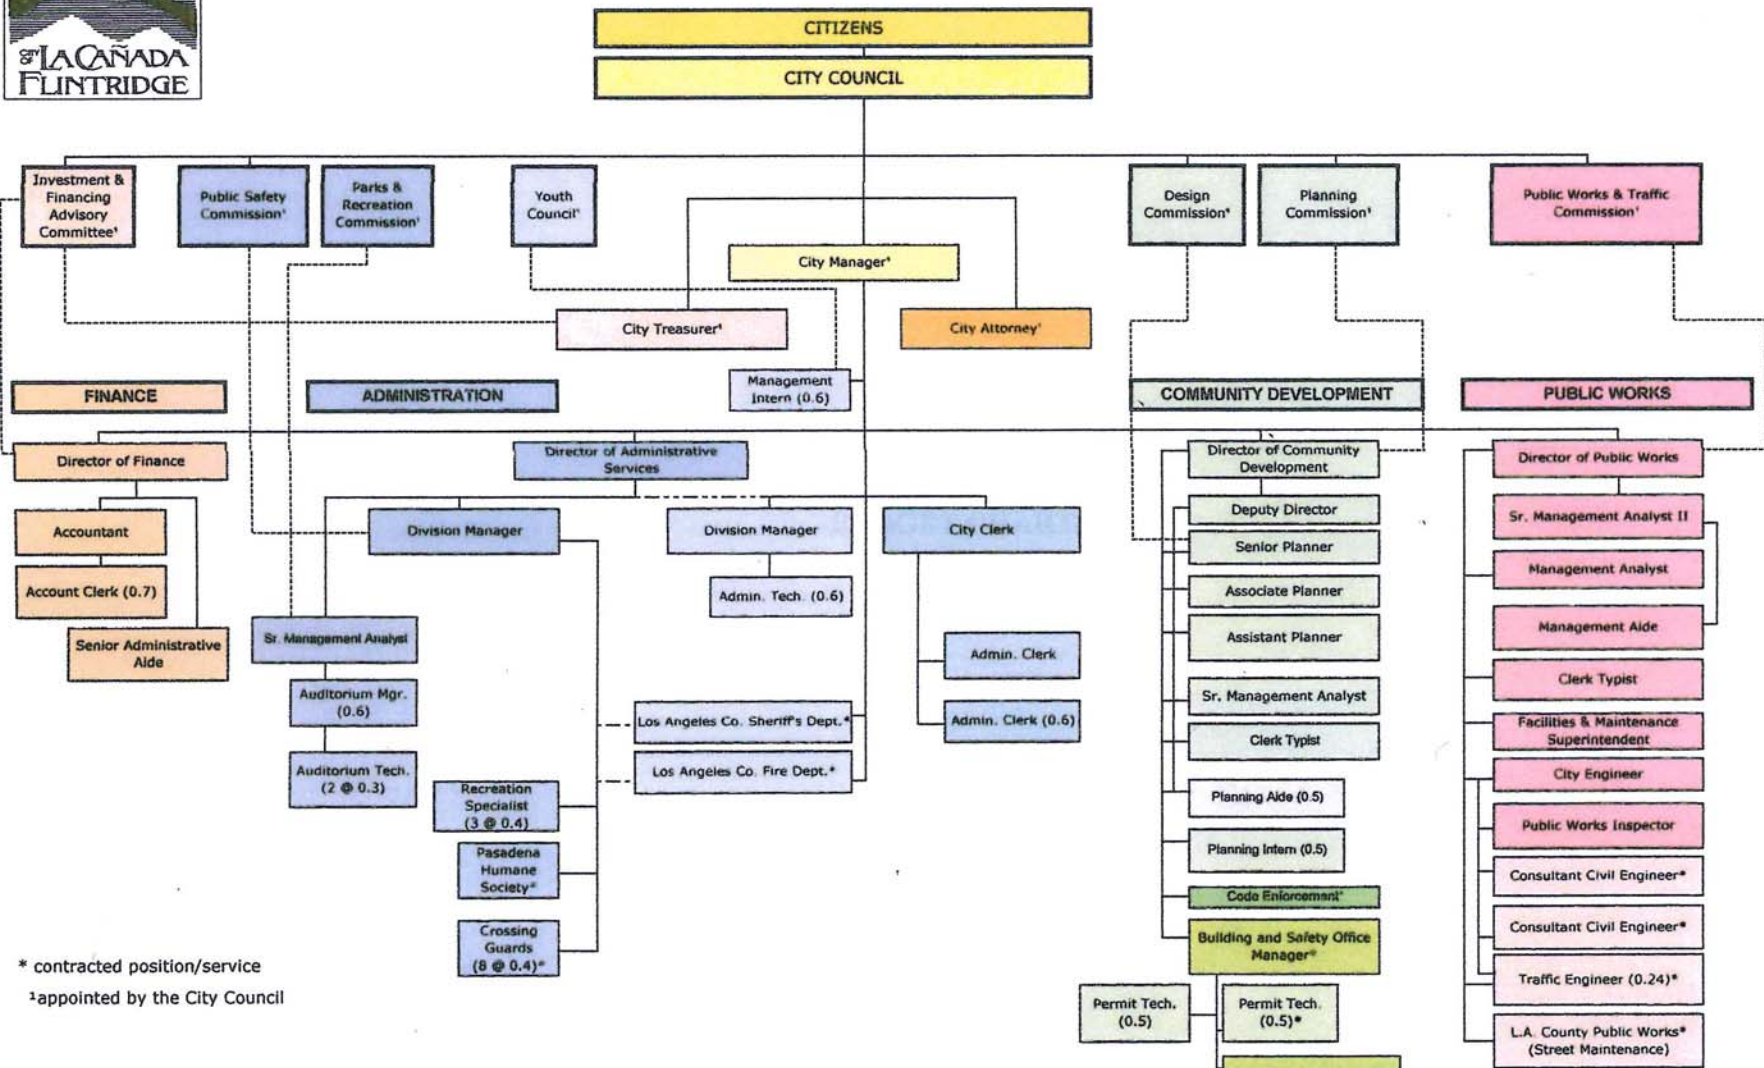 CITY OF LA CAÑADA
FLINTRIDGE
CITIZENS
CITY COUNCIL
Investment &
Financing
Advisory
Committee¹
Public Safety
Commission¹
Parks &
Recreation
Commission¹
Youth
Council¹
Design
Commission¹
Planning
Commission¹
Public Works & Traffic
Commission¹
City Manager¹
City Treasurer¹
City Attorney¹
Management
Intern (0.6)
FINANCE
ADMINISTRATION
COMMUNITY DEVELOPMENT
PUBLIC WORKS
Director of Finance
Accountant
Account Clerk (0.7)
Senior Administrative
Aide
Director of Administrative
Services
Division Manager
Division Manager
City Clerk
Admin. Tech. (0.6)
Sr. Management Analyst
Auditorium Mgr.
(0.6)
Auditorium Tech.
(2 @ 0.3)
Admin. Clerk
Admin. Clerk (0.6)
Los Angeles Co. Sheriff's Dept.*
Los Angeles Co. Fire Dept.*
Recreation
Specialist
(3 @ 0.4)
Pasadena
Humane
Society*
Crossing
Guards
(8 @ 0.4)*
Director of Community
Development
Deputy Director
Senior Planner
Associate Planner
Assistant Planner
Sr. Management Analyst
Clerk Typist
Planning Aide (0.5)
Planning Intern (0.5)
Code Enforcement*
Building and Safety Office
Manager*
Permit Tech.
(0.5)
Permit Tech.
(0.5)*
Director of Public Works
Sr. Management Analyst II
Management Analyst
Management Aide
Clerk Typist
Facilities & Maintenance
Superintendent
City Engineer
Public Works Inspector
Consultant Civil Engineer*
Consultant Civil Engineer*
Traffic Engineer (0.24)*
L.A. County Public Works*
(Street Maintenance)
* contracted position/service
¹appointed by the City Council